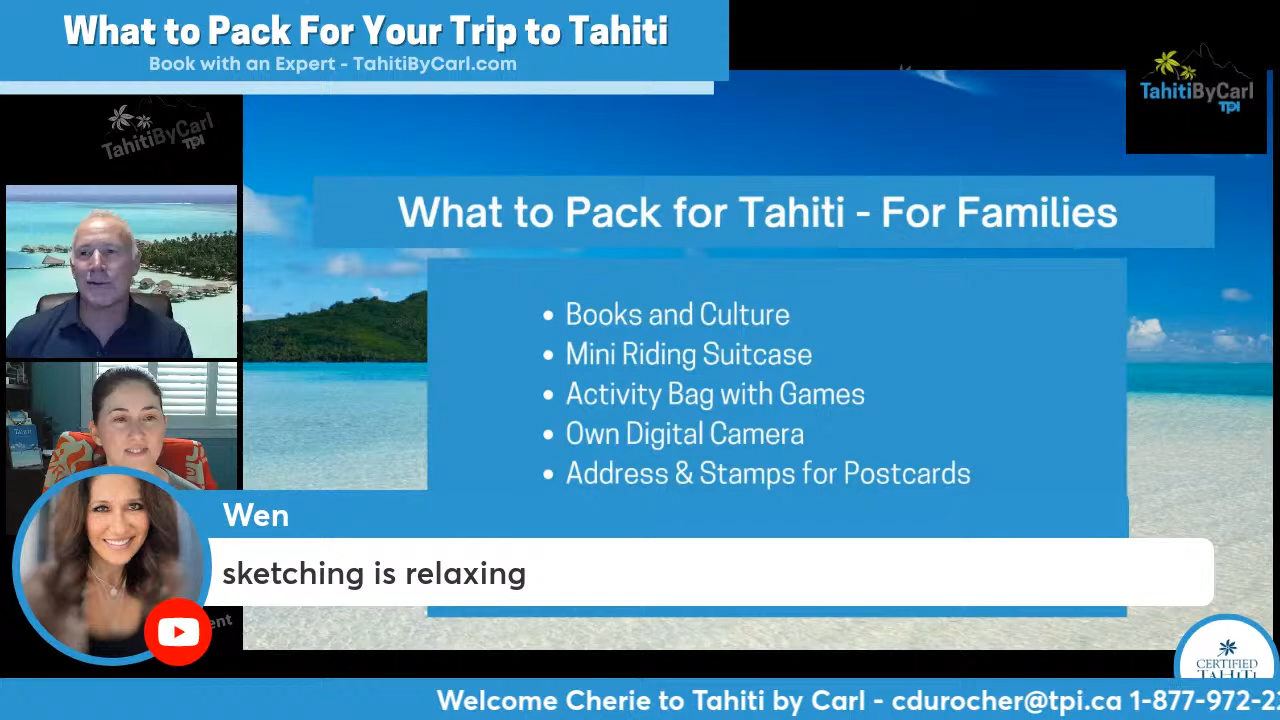 What to Pack For Your Trip to Tahiti
Book with an Expert - TahitiByCarl.com
TahitiByCarl
TPI
TahitiByCarl
TPI
What to Pack for Tahiti - For Families
• Books and Culture
• Mini Riding Suitcase
• Activity Bag with Games
• Own Digital Camera
• Address & Stamps for Postcards
Wen
sketching is relaxing
CERTIFIED
TAHITI
Welcome Cherie to Tahiti by Carl - cdurocher@tpi.ca 1-877-972-22